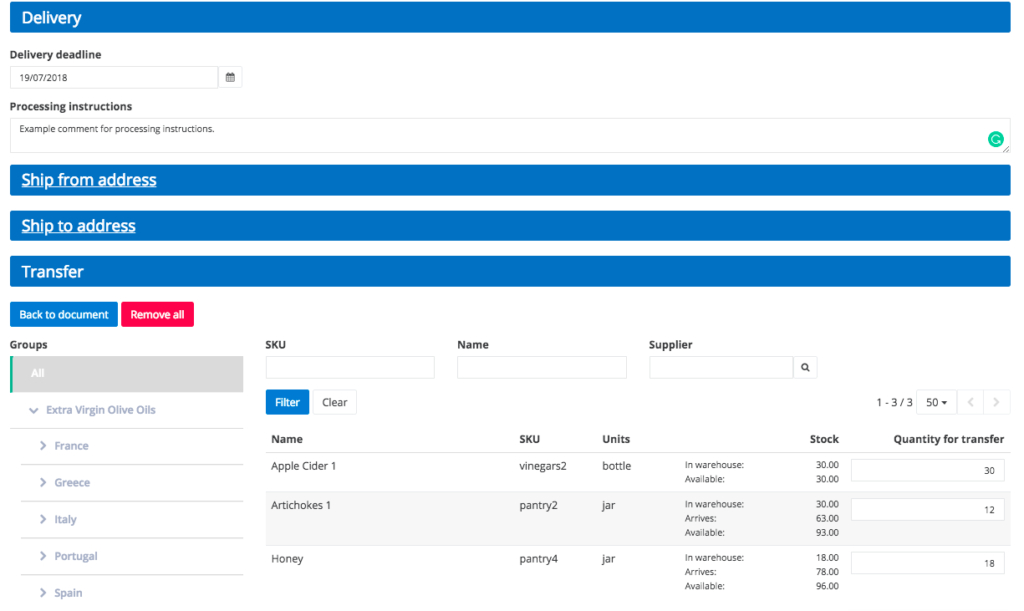 Delivery
Delivery deadline
19/07/2018
Processing instructions
Example comment for processing instructions.
Ship from address
Ship to address
Transfer
Back to document Remove all
Groups
All
Extra Virgin Olive Oils
France
Greece
Italy
Portugal
Spain
SKU Name Supplier
Filter Clear 1 - 3 / 3 50
Name SKU Units Stock Quantity for transfer
Apple Cider 1 vinegars2 bottle In warehouse: 30.00 30
Available: 30.00
Artichokes 1 pantry2 jar In warehouse: 30.00 12
Arrives: 63.00
Available: 93.00
Honey pantry4 jar In warehouse: 18.00 18
Arrives: 78.00
Available: 96.00